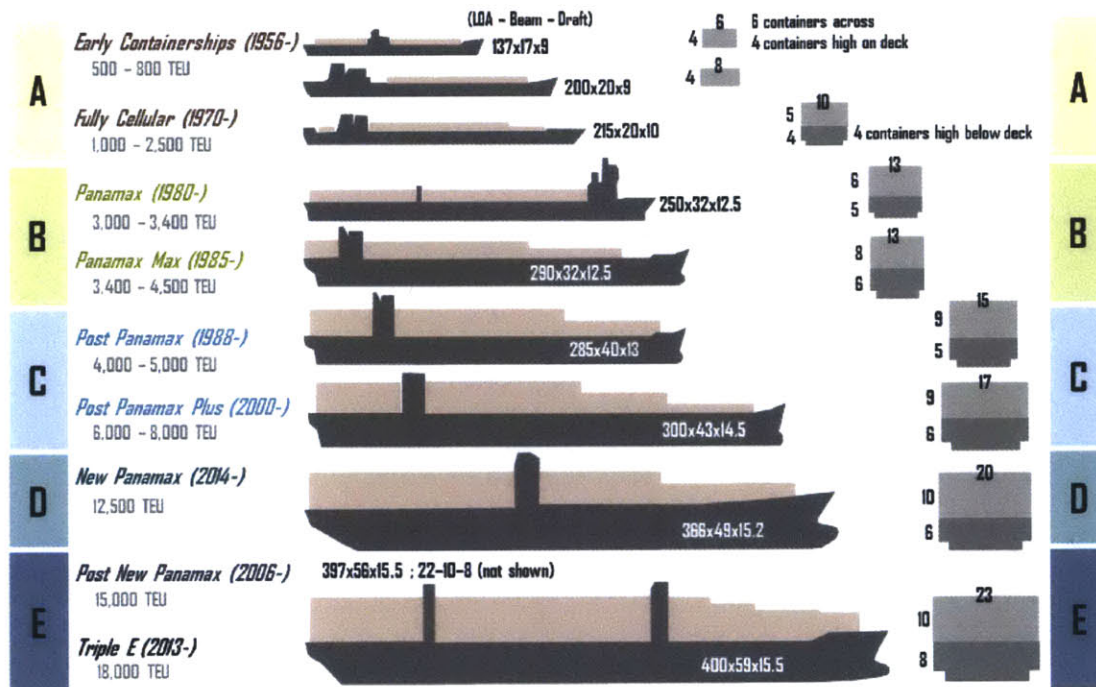 (LOA - Beam - Draft)
A
Early Containerships (1956-)
500 - 800 TEU
137x17x9
6
4
6 containers across
4 containers high on deck
A
200x20x9
8
4
Fully Cellular (1970-)
1,000 - 2,500 TEU
215x20x10
10
5
4
4 containers high below deck
B
Panamax (1980-)
3,000 - 3,400 TEU
250x32x12.5
13
6
5
B
Panamax Max (1985-)
3,400 - 4,500 TEU
290x32x12.5
13
8
6
C
Post Panamax (1988-)
4,000 - 5,000 TEU
285x40x13
15
9
5
C
Post Panamax Plus (2000-)
6,000 - 8,000 TEU
300x43x14.5
17
9
6
D
New Panamax (2014-)
12,500 TEU
366x49x15.2
20
10
6
D
E
Post New Panamax (2006-)
15,000 TEU
397x56x15.5 ; 22-10-8 (not shown)
E
Triple E (2013-)
18,000 TEU
400x59x15.5
23
10
8